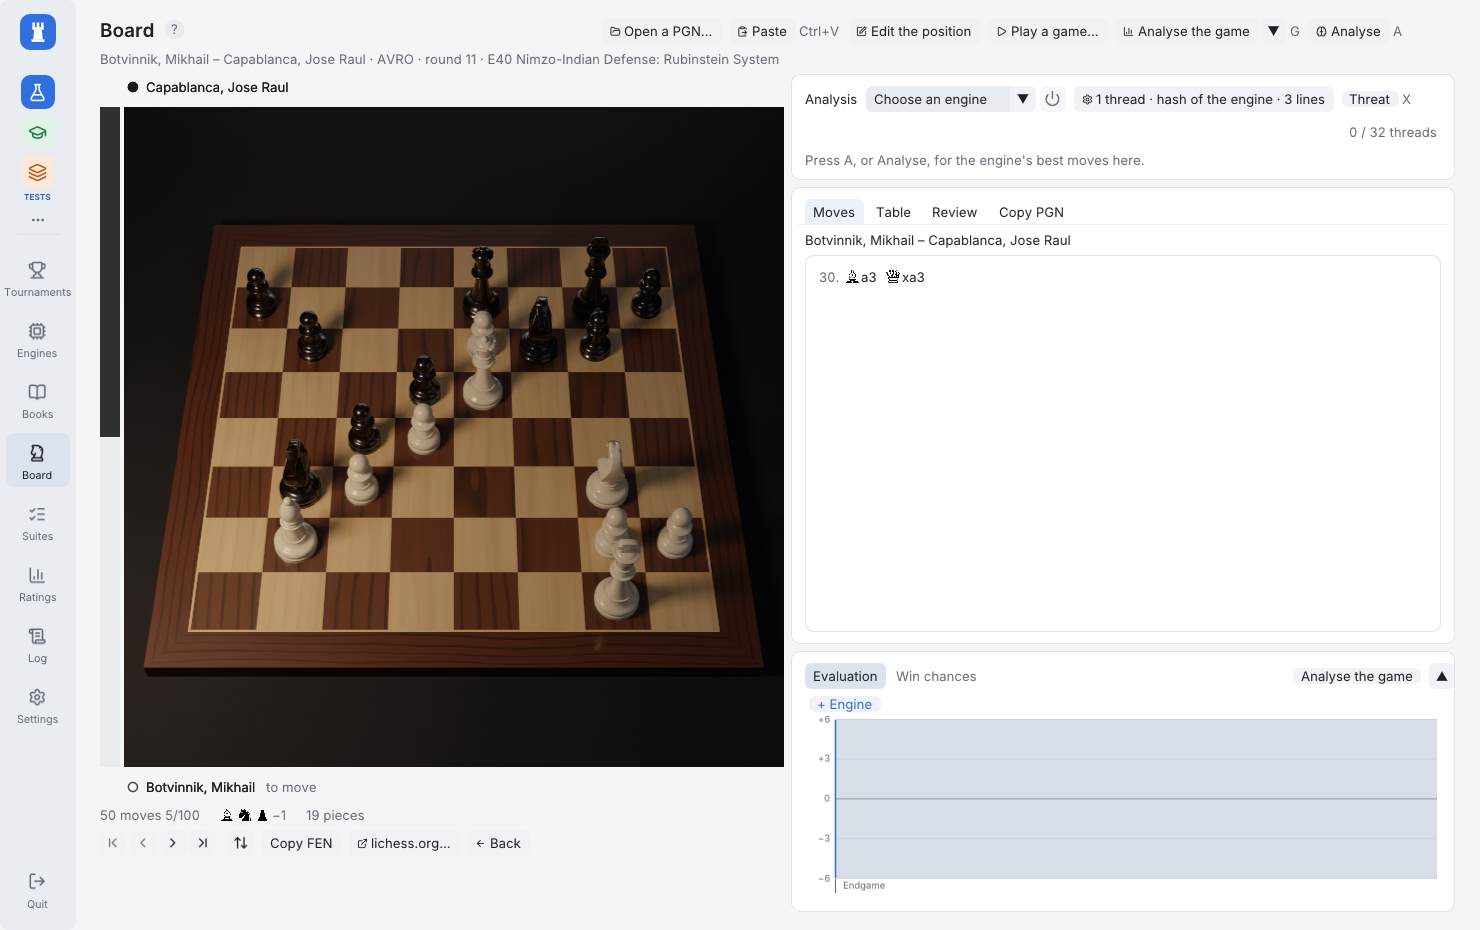 Board ?
Open a PGN... Paste Ctrl+V Edit the position Play a game... Analyse the game ▼ G Analyse A
Botvinnik, Mikhail – Capablanca, Jose Raul · AVRO · round 11 · E40 Nimzo-Indian Defense: Rubinstein System
TESTS
...
Tournaments
Engines
Books
Board
Suites
Ratings
Log
Settings
Quit
Capablanca, Jose Raul
Botvinnik, Mikhail to move
50 moves 5/100 −1 19 pieces
Copy FEN lichess.org... Back
Analysis Choose an engine ▼ 1 thread · hash of the engine · 3 lines Threat X
0 / 32 threads
Press A, or Analyse, for the engine's best moves here.
Moves Table Review Copy PGN
Botvinnik, Mikhail – Capablanca, Jose Raul
30. a3 xa3
Evaluation Win chances Analyse the game ▲
+ Engine
+6
+3
0
−3
−6
Endgame